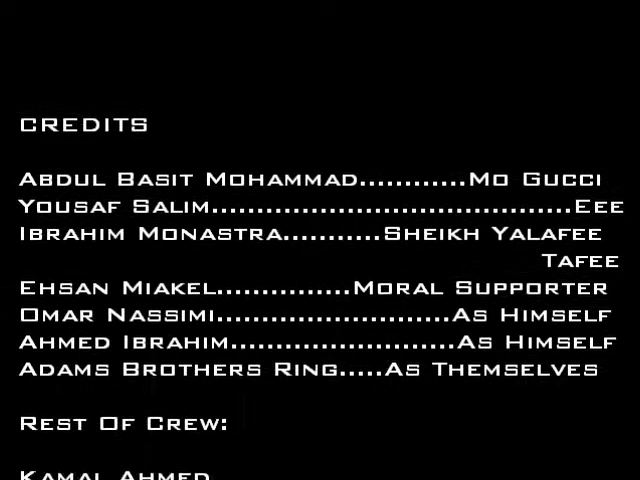 CREDITS
Abdul Basit Mohammad............Mo Gucci
Yousaf Salim........................................Eee
Ibrahim Monastra...........Sheikh Yalafee
Tafee
Ehsan Miakel...............Moral Supporter
Omar Nassimi..........................As Himself
Ahmed Ibrahim.........................As Himself
Adams Brothers Ring.....As Themselves
Rest Of Crew:
Kamal Ahmed